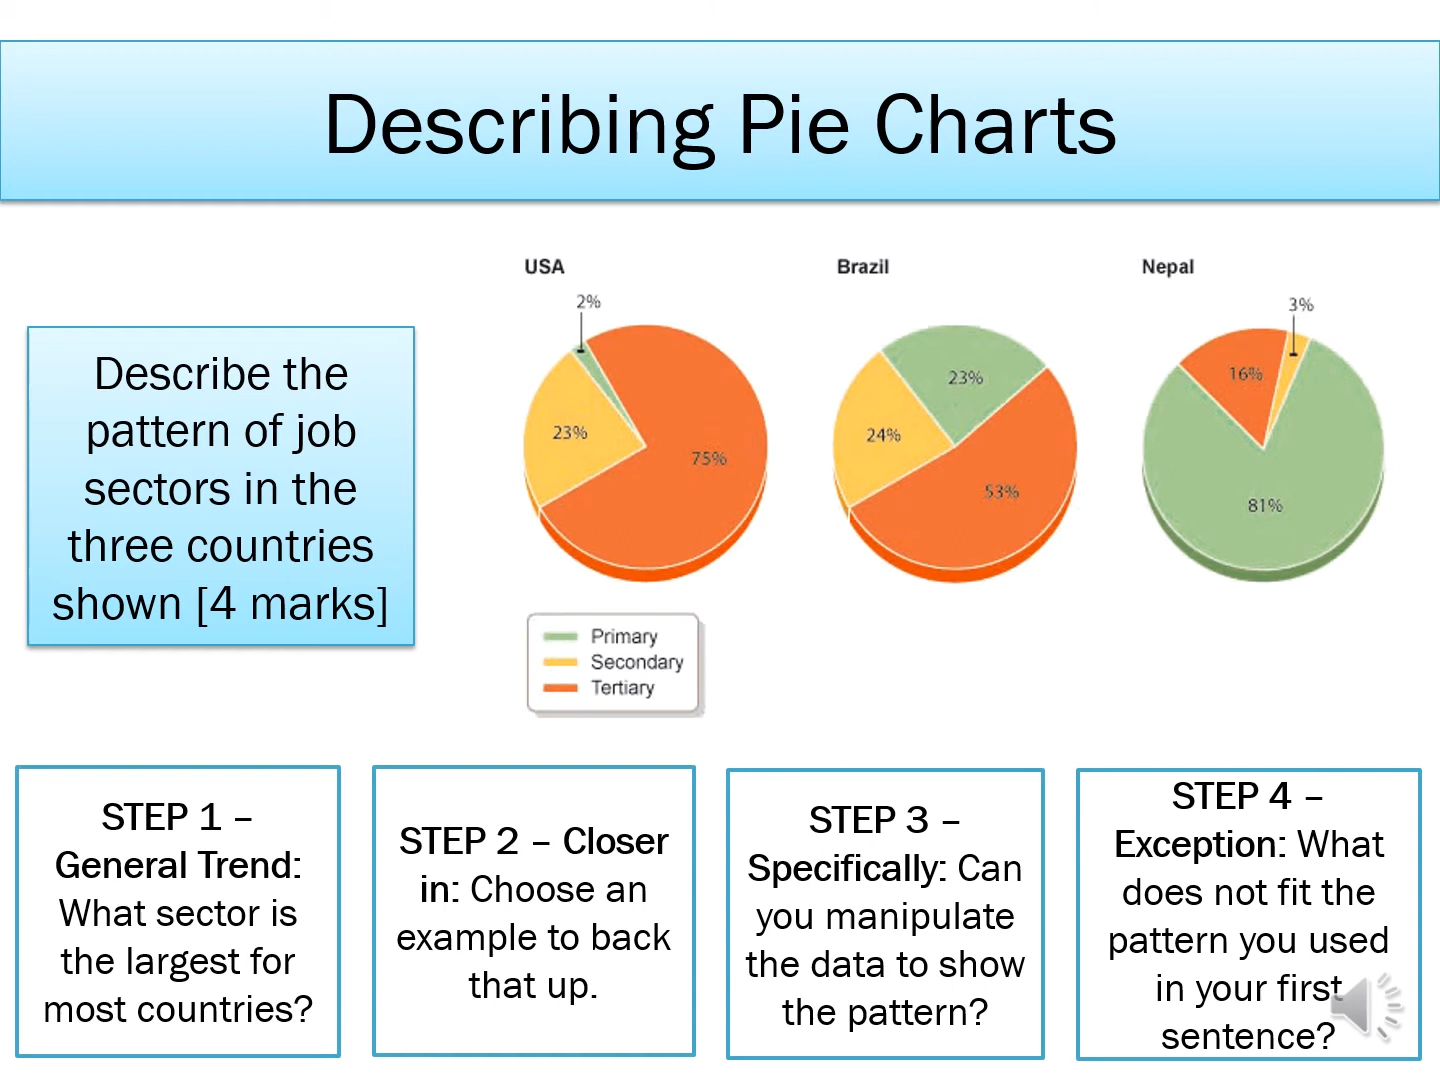 Describing Pie Charts
Describe the
pattern of job
sectors in the
three countries
shown [4 marks]
USA
2%
23%
75%
Brazil
23%
24%
53%
Nepal
3%
16%
81%
Primary
Secondary
Tertiary
STEP 1 –
General Trend:
What sector is
the largest for
most countries?
STEP 2 – Closer
in: Choose an
example to back
that up.
STEP 3 –
Specifically: Can
you manipulate
the data to show
the pattern?
STEP 4 –
Exception: What
does not fit the
pattern you used
in your first
sentence?